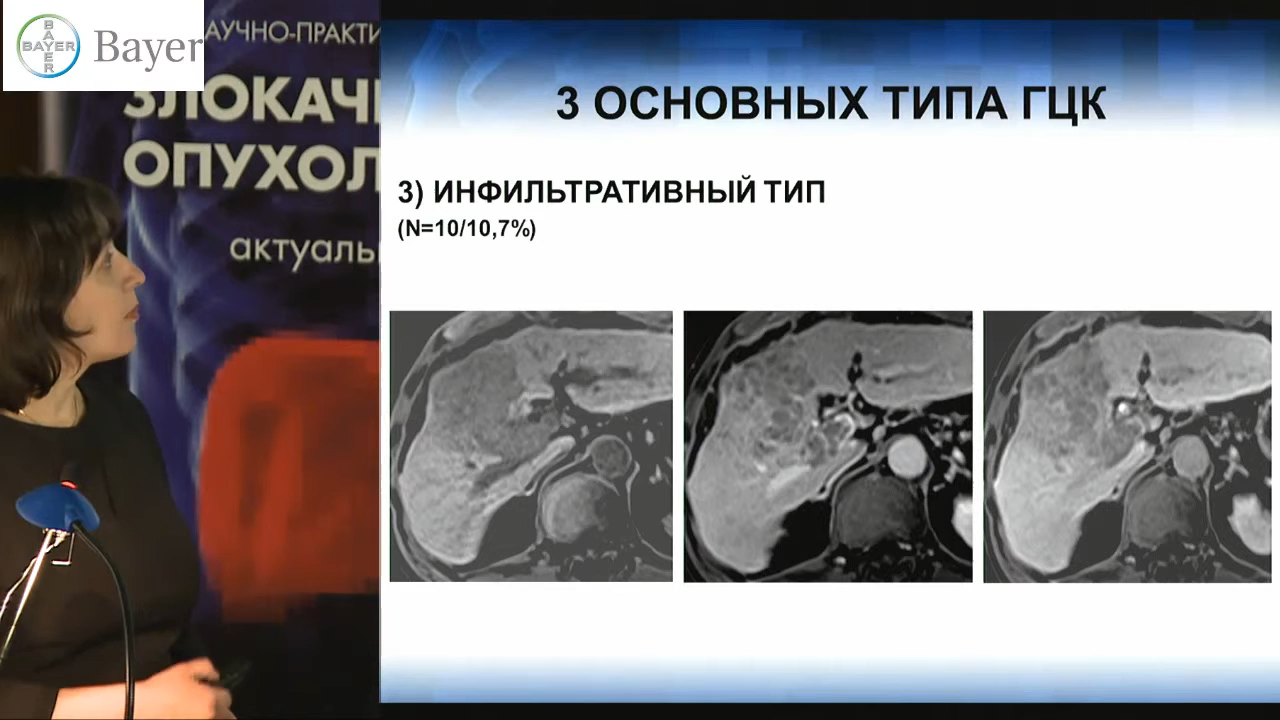 BAYER
BAYER
Bayer
АУЧНО-ПРАКТИ
ЗЛОКАЧ
ОПУХОЛ
актуаль
3 ОСНОВНЫХ ТИПА ГЦК
3) ИНФИЛЬТРАТИВНЫЙ ТИП
(N=10/10,7%)